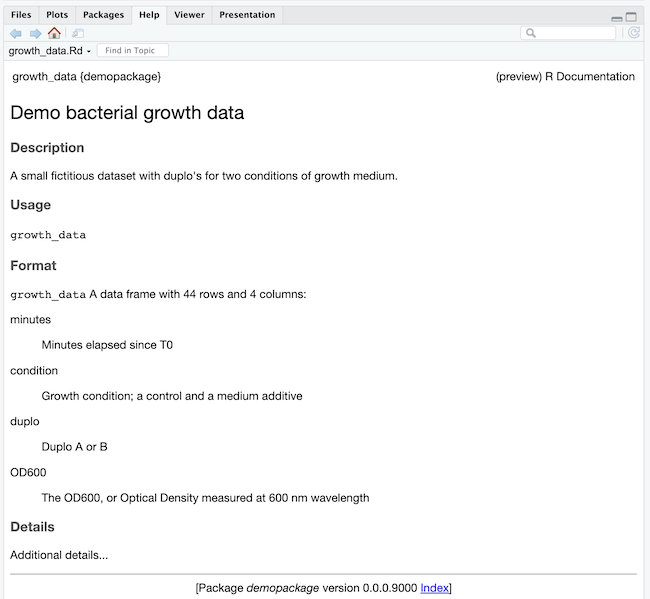 Files Plots Packages Help Viewer Presentation
growth_data.Rd Find in Topic
growth_data {demopackage} (preview) R Documentation
Demo bacterial growth data
Description
A small fictitious dataset with duplo's for two conditions of growth medium.
Usage
growth_data
Format
growth_data A data frame with 44 rows and 4 columns:
minutes
Minutes elapsed since T0
condition
Growth condition; a control and a medium additive
duplo
Duplo A or B
OD600
The OD600, or Optical Density measured at 600 nm wavelength
Details
Additional details...
[Package demopackage version 0.0.0.9000 Index]